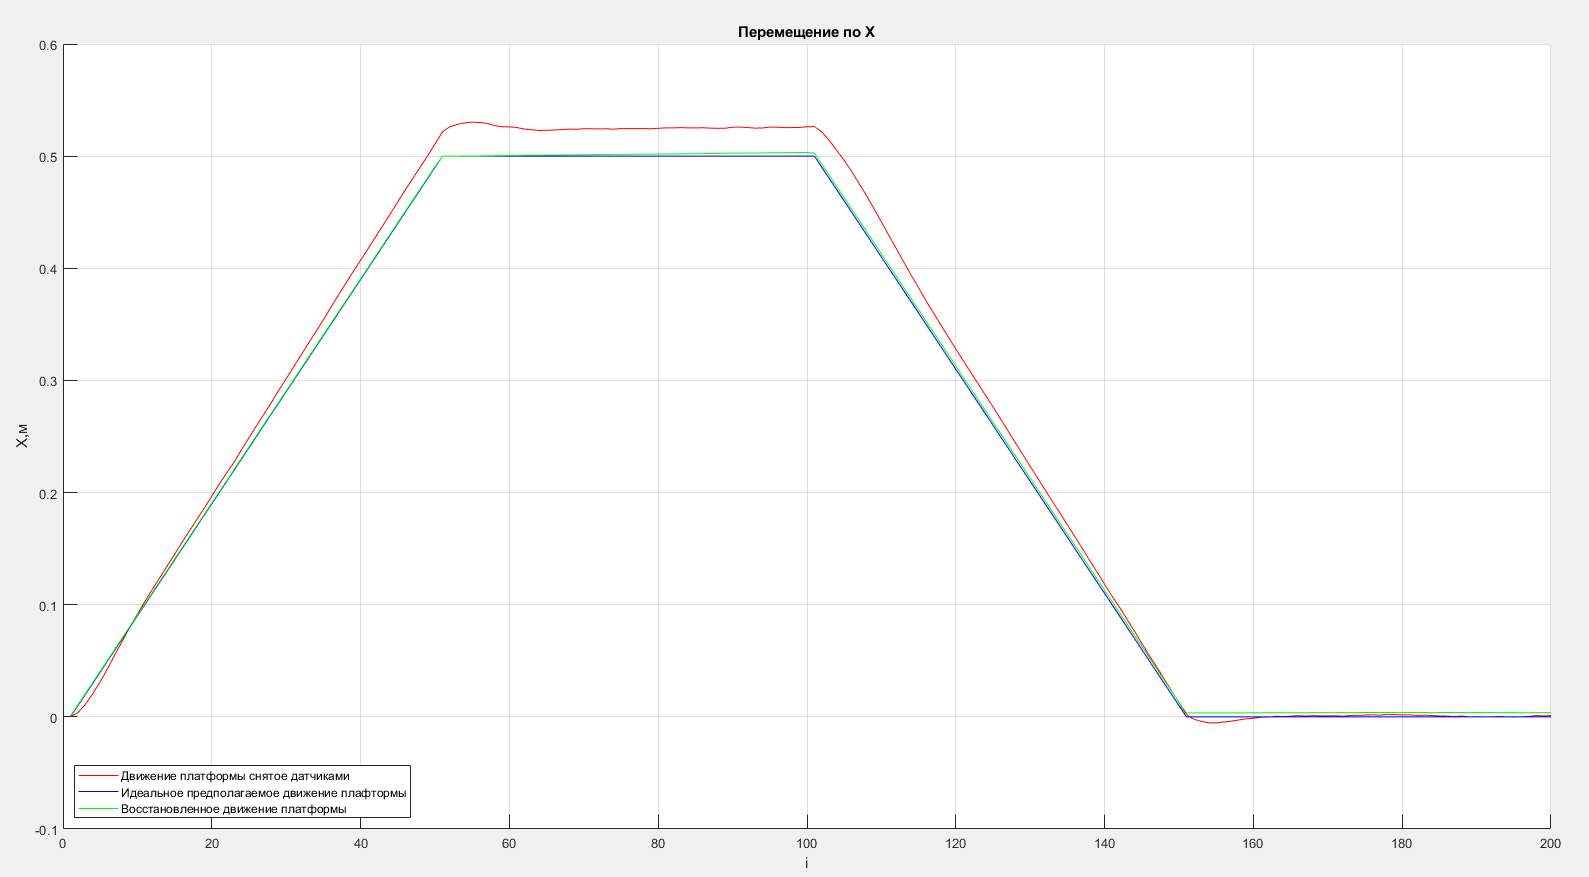 Перемещение по X
0.6
0.5
0.4
0.3
0.2
0.1
0
-0.1
X,м
Движение платформы снятое датчиками
Идеальное предполагаемое движение плафтормы
Восстановленное движение платформы
0 20 40 60 80 100 120 140 160 180 200
i